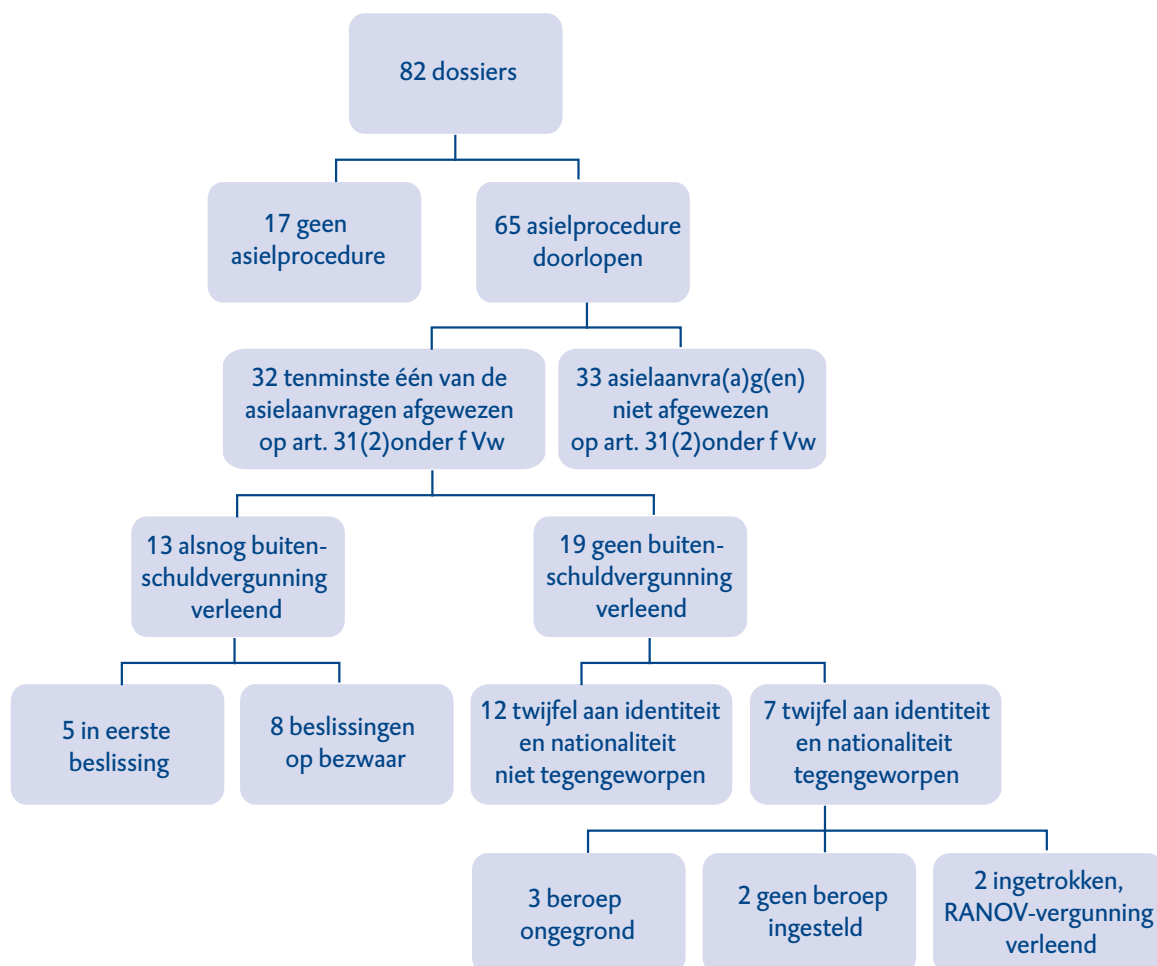 82 dossiers
17 geen
asielprocedure
65 asielprocedure
doorlopen
32 tenminste één van de
asielaanvragen afgewezen
op art. 31(2)onder f Vw
33 asielaanvra(a)g(en)
niet afgewezen
op art. 31(2)onder f Vw
13 alsnog buiten-
schuldvergunning
verleend
19 geen buiten-
schuldvergunning
verleend
5 in eerste
beslissing
8 beslissingen
op bezwaar
12 twijfel aan identiteit
en nationaliteit
niet tegengeworpen
7 twijfel aan identiteit
en nationaliteit
tegengeworpen
3 beroep
ongegrond
2 geen beroep
ingesteld
2 ingetrokken,
RANOV-vergunning
verleend